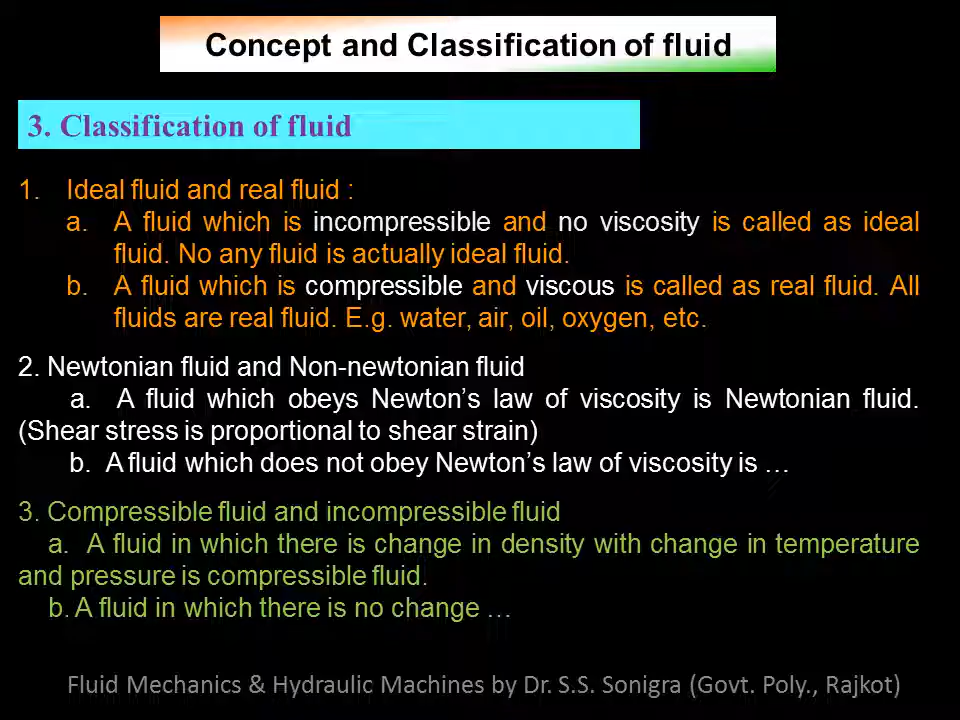 Concept and Classification of fluid
3. Classification of fluid
1. Ideal fluid and real fluid :
a. A fluid which is incompressible and no viscosity is called as ideal
fluid. No any fluid is actually ideal fluid.
b. A fluid which is compressible and viscous is called as real fluid. All
fluids are real fluid. E.g. water, air, oil, oxygen, etc.
2. Newtonian fluid and Non-newtonian fluid
a. A fluid which obeys Newton’s law of viscosity is Newtonian fluid.
(Shear stress is proportional to shear strain)
b. A fluid which does not obey Newton’s law of viscosity is …
3. Compressible fluid and incompressible fluid
a. A fluid in which there is change in density with change in temperature
and pressure is compressible fluid.
b. A fluid in which there is no change …
Fluid Mechanics & Hydraulic Machines by Dr. S.S. Sonigra (Govt. Poly., Rajkot)